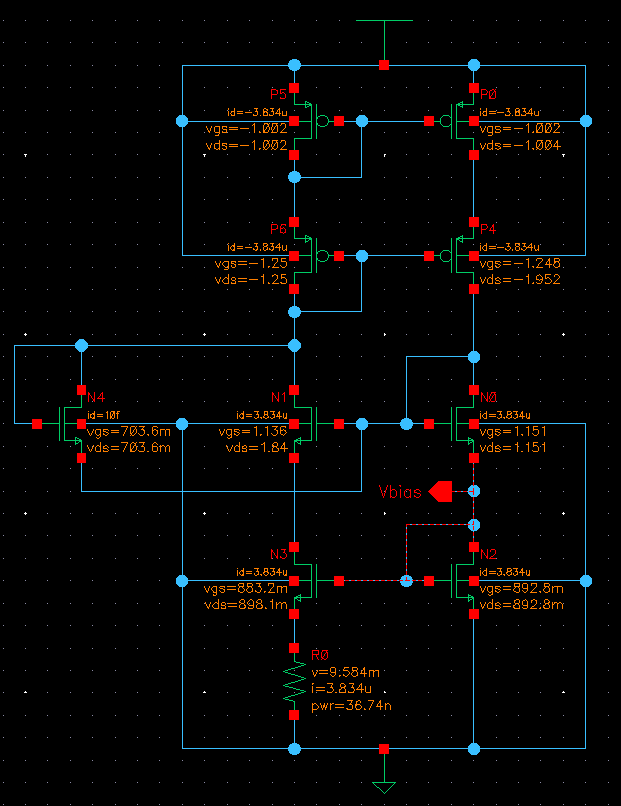 P5
id=-3.834u
vgs=-1.002
vds=-1.002
P0
id=-3.834u
vgs=-1.002
vds=-1.004
P6
id=-3.834u
vgs=-1.25
vds=-1.25
P4
id=-3.834u
vgs=-1.248
vds=-1.952
N4
id=10f
vgs=703.6m
vds=703.6m
N1
id=3.834u
vgs=1.136
vds=1.84
N0
id=3.834u
vgs=1.151
vds=1.151
Vbias
N3
id=3.834u
vgs=883.2m
vds=898.1m
N2
id=3.834u
vgs=892.8m
vds=892.8m
R0
v=9.584m
i=3.834u
pwr=36.74n